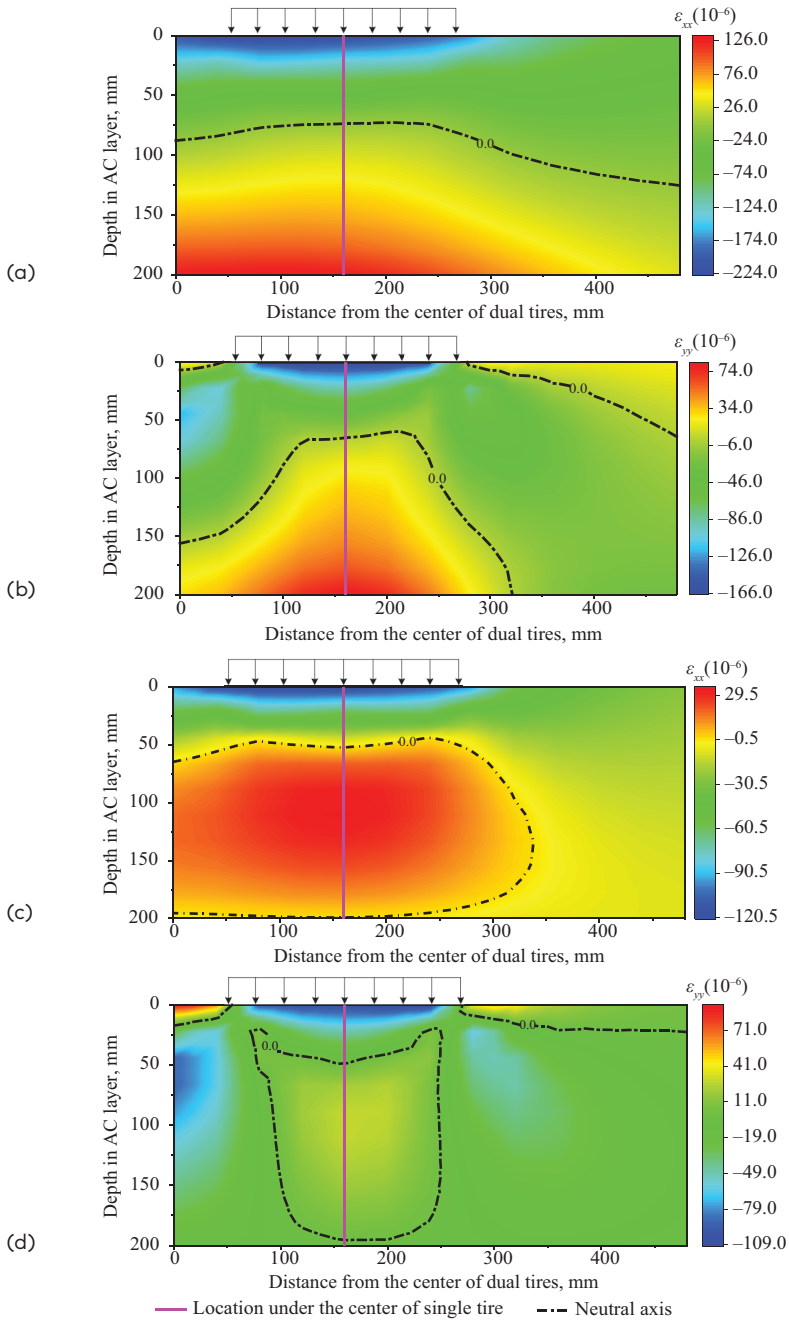 ε_xx(10⁻⁶)
0
50
100
150
200
Depth in AC layer, mm
0.0
126.0
76.0
26.0
−24.0
−74.0
−124.0
−174.0
−224.0
(a)
0 100 200 300 400
Distance from the center of dual tires, mm
ε_yy(10⁻⁶)
0
50
100
150
200
Depth in AC layer, mm
0.0
0.0
74.0
34.0
−6.0
−46.0
−86.0
−126.0
−166.0
(b)
0 100 200 300 400
Distance from the center of dual tires, mm
ε_xx(10⁻⁶)
0
50
100
150
200
Depth in AC layer, mm
0.0
29.5
−0.5
−30.5
−60.5
−90.5
−120.5
(c)
0 100 200 300 400
Distance from the center of dual tires, mm
ε_yy(10⁻⁶)
0
50
100
150
200
Depth in AC layer, mm
0.0
0.0
71.0
41.0
11.0
−19.0
−49.0
−79.0
−109.0
(d)
0 100 200 300 400
Distance from the center of dual tires, mm
Location under the center of single tire Neutral axis